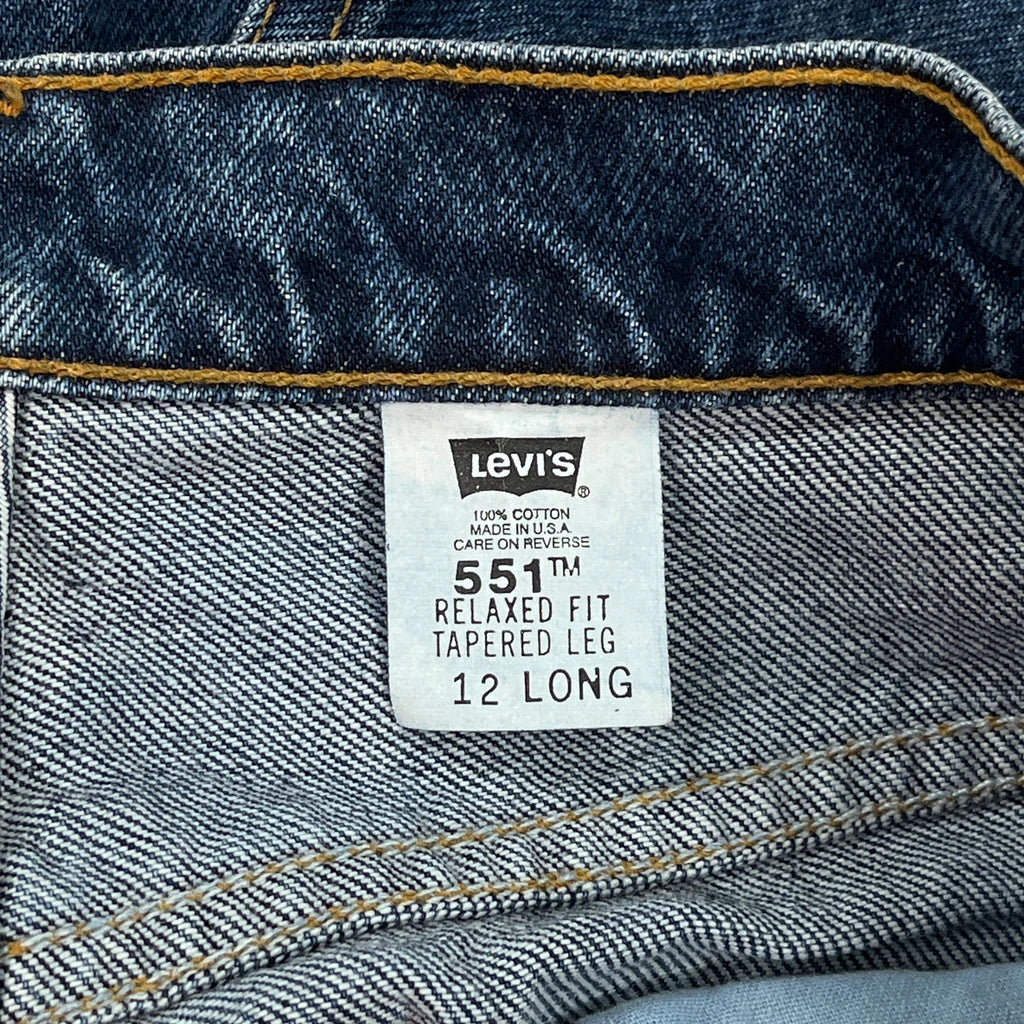 LEVI'S ®
100% COTTON
MADE IN U.S.A.
CARE ON REVERSE
551™
RELAXED FIT
TAPERED LEG
12 LONG